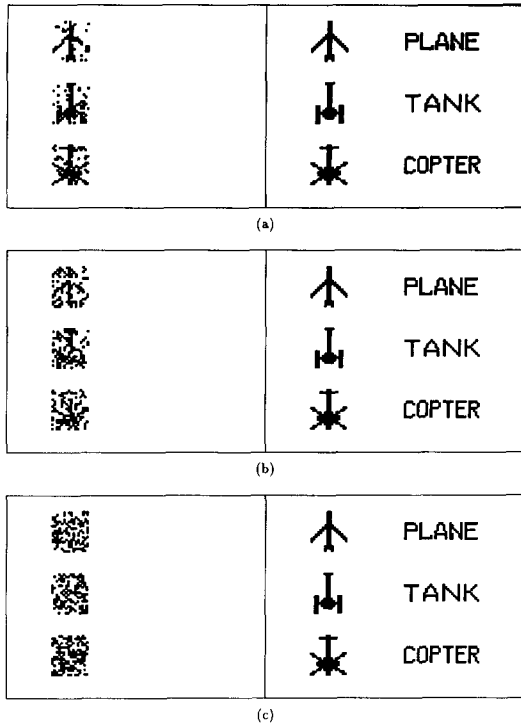 PLANE
TANK
COPTER
(a)
PLANE
TANK
COPTER
(b)
PLANE
TANK
COPTER
(c)